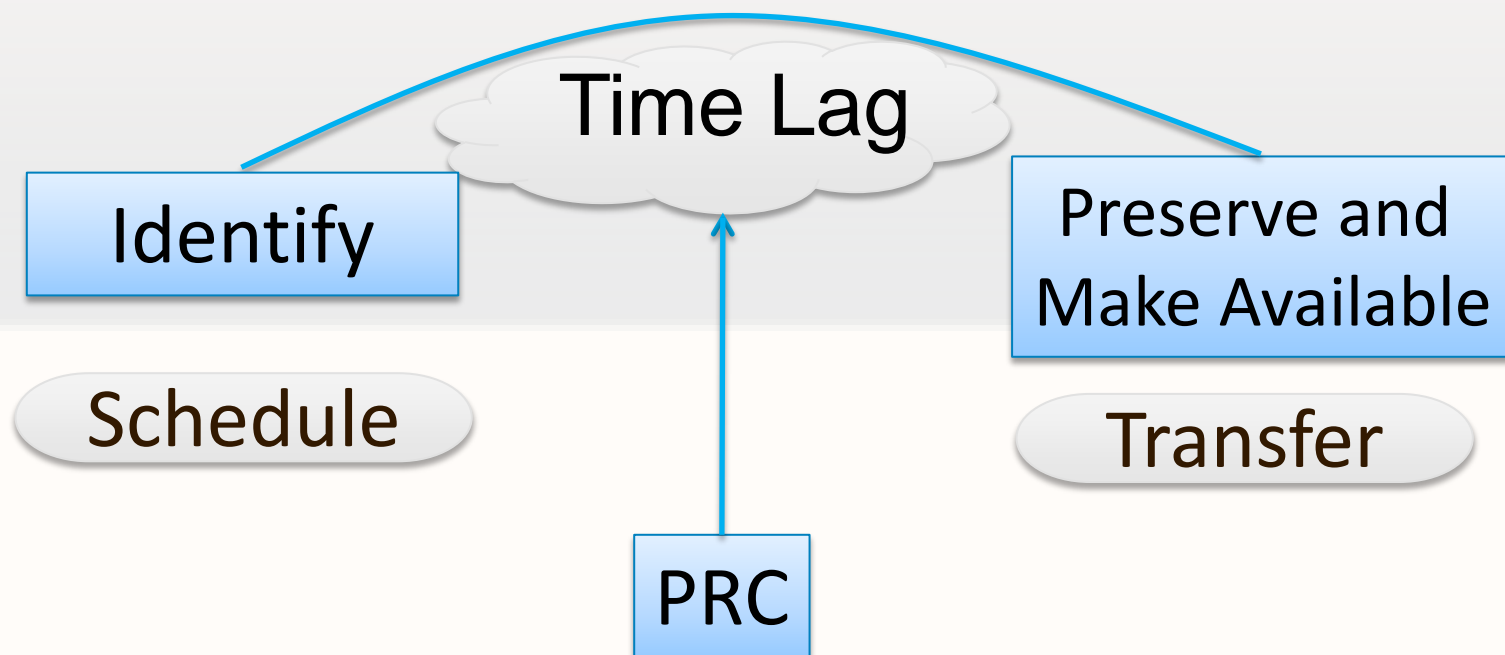 Time Lag
Identify
Preserve and
Make Available
Schedule
Transfer
PRC